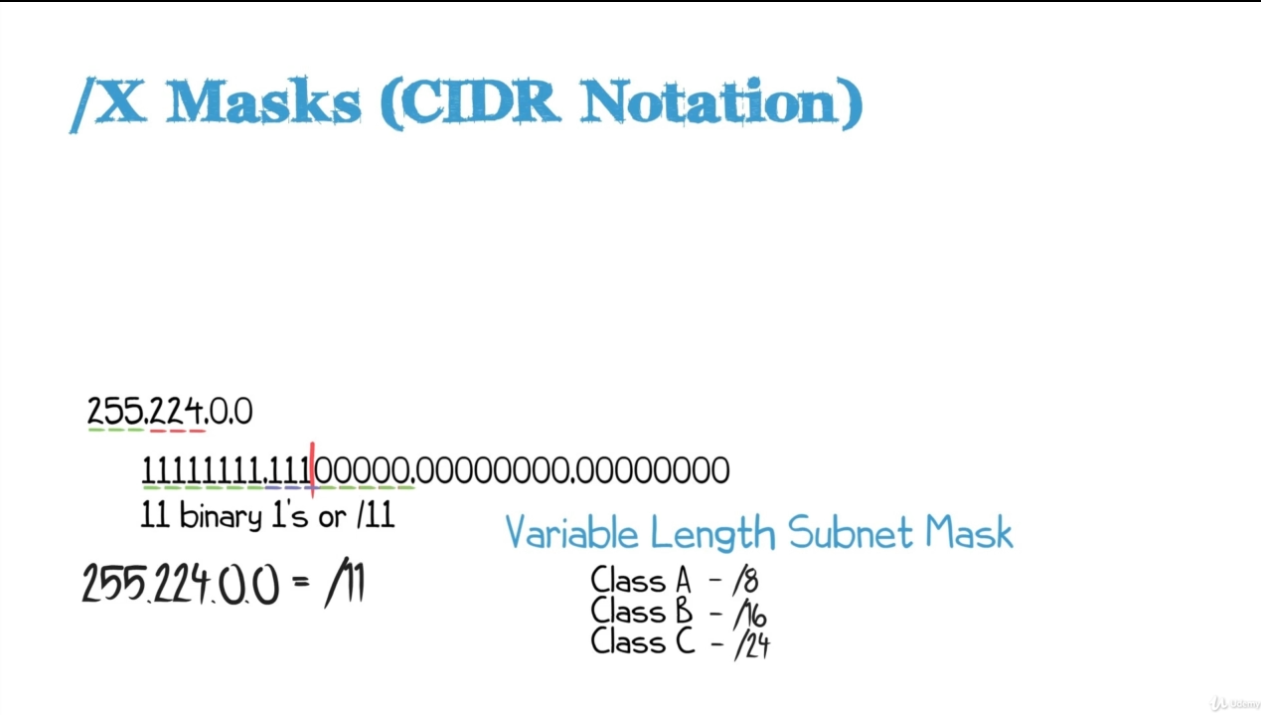 /X Masks (CIDR Notation)
255.224.0.0
11111111.11100000.00000000.00000000
11 binary 1's or /11
255.224.0.0 = /11
Variable Length Subnet Mask
Class A - /8
Class B - /16
Class C - /24
Udemy